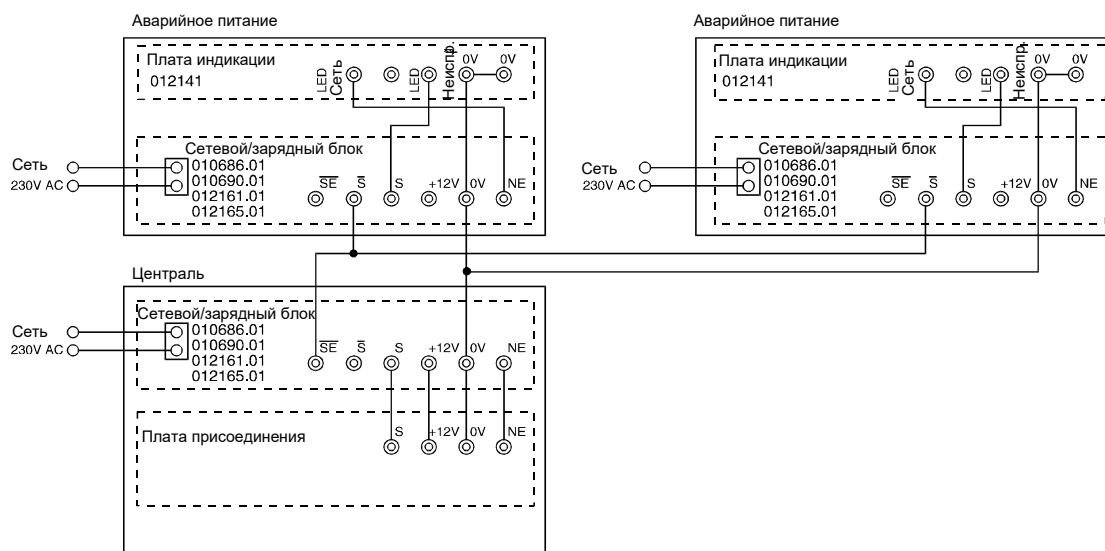 Аварийное питание
Плата индикации
012141
LED
Сеть
LED
Неиспр.
0V
0V
Сетевой/зарядный блок
010686.01
010690.01
012161.01
012165.01
Сеть
230V AC
SE
S
S
+12V
0V
NE
Аварийное питание
Плата индикации
012141
LED
Сеть
LED
Неиспр.
0V
0V
Сетевой/зарядный блок
010686.01
010690.01
012161.01
012165.01
Сеть
230V AC
SE
S
S
+12V
0V
NE
Централь
Сетевой/зарядный блок
010686.01
010690.01
012161.01
012165.01
Сеть
230V AC
SE
S
S
+12V
0V
NE
Плата присоединения
S
+12V
0V
NE